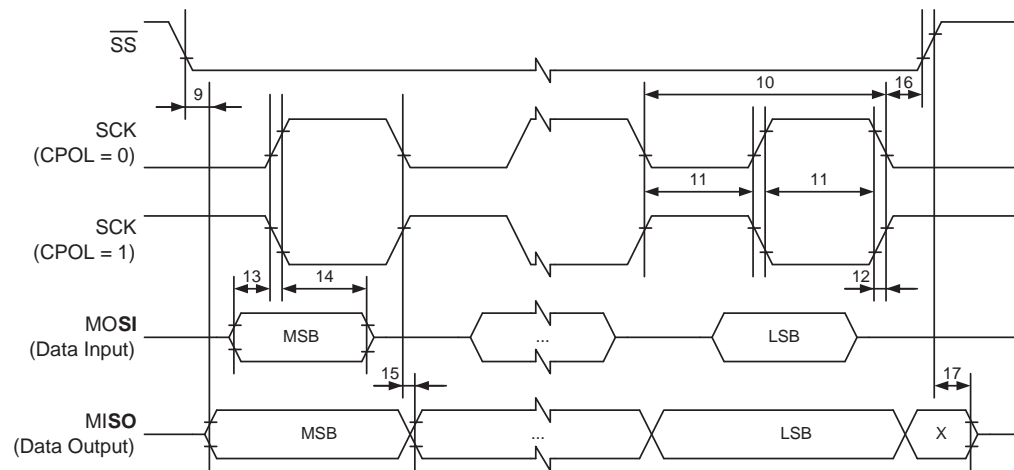 SS
9
10
16
SCK
(CPOL = 0)
11
11
SCK
(CPOL = 1)
13
14
12
MOSI
(Data Input)
MSB
...
LSB
15
17
MISO
(Data Output)
MSB
...
LSB
X